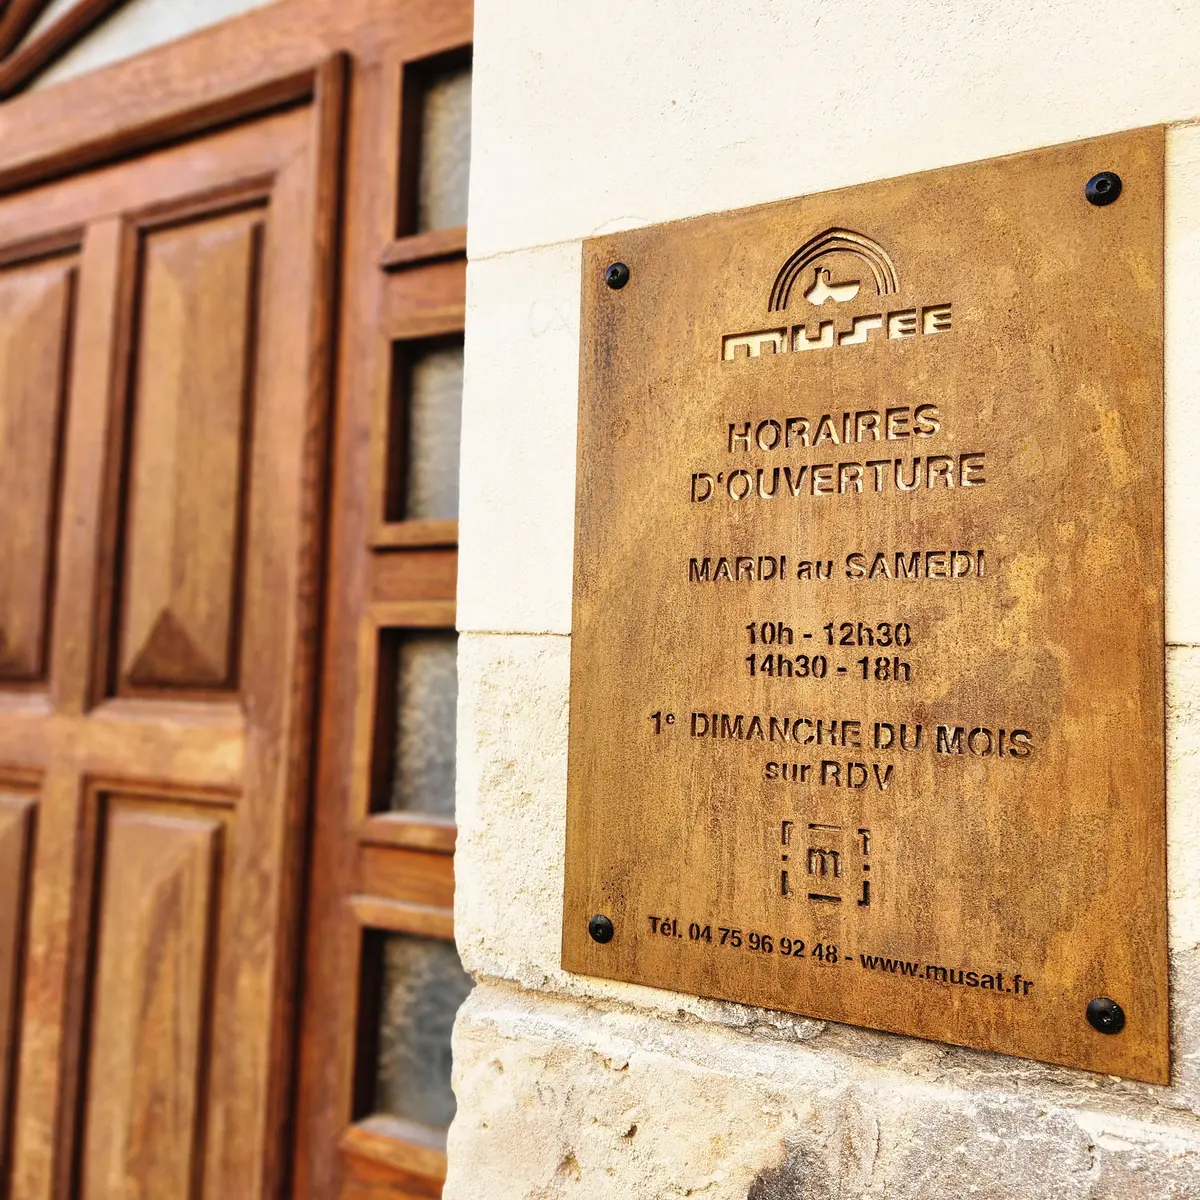 MUSEE
HORAIRES
D'OUVERTURE
MARDI au SAMEDI
10h - 12h30
14h30 - 18h
1e DIMANCHE DU MOIS
sur RDV
m
Tél. 04 75 96 92 48 - www.musat.fr